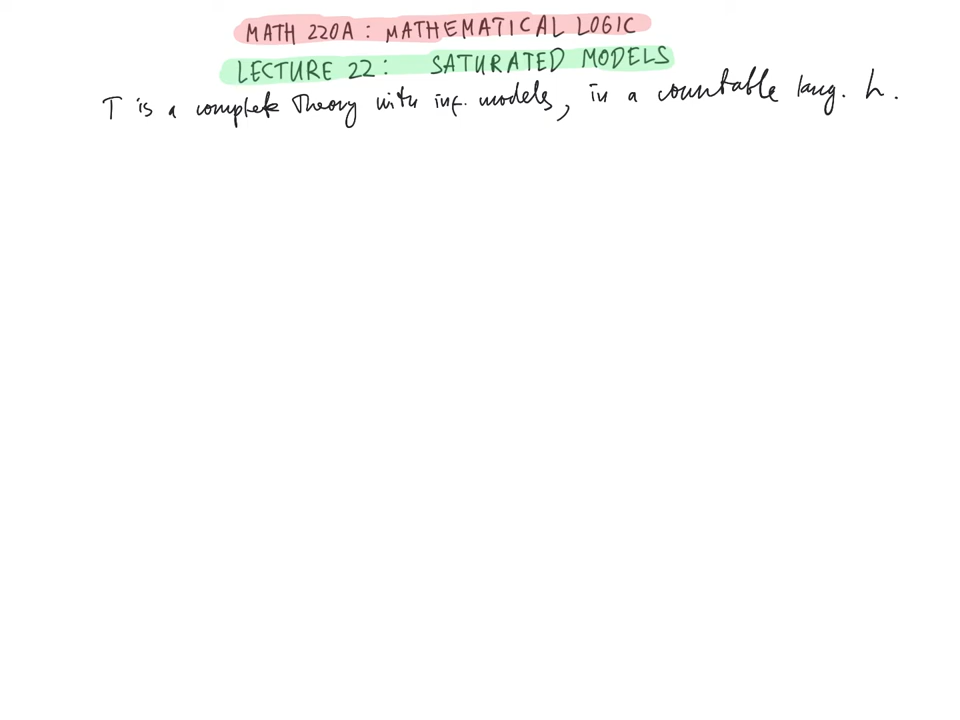 MATH 220A : MATHEMATICAL LOGIC
LECTURE 22 : SATURATED MODELS
T is a complete theory with inf. models, in a countable lang. L.